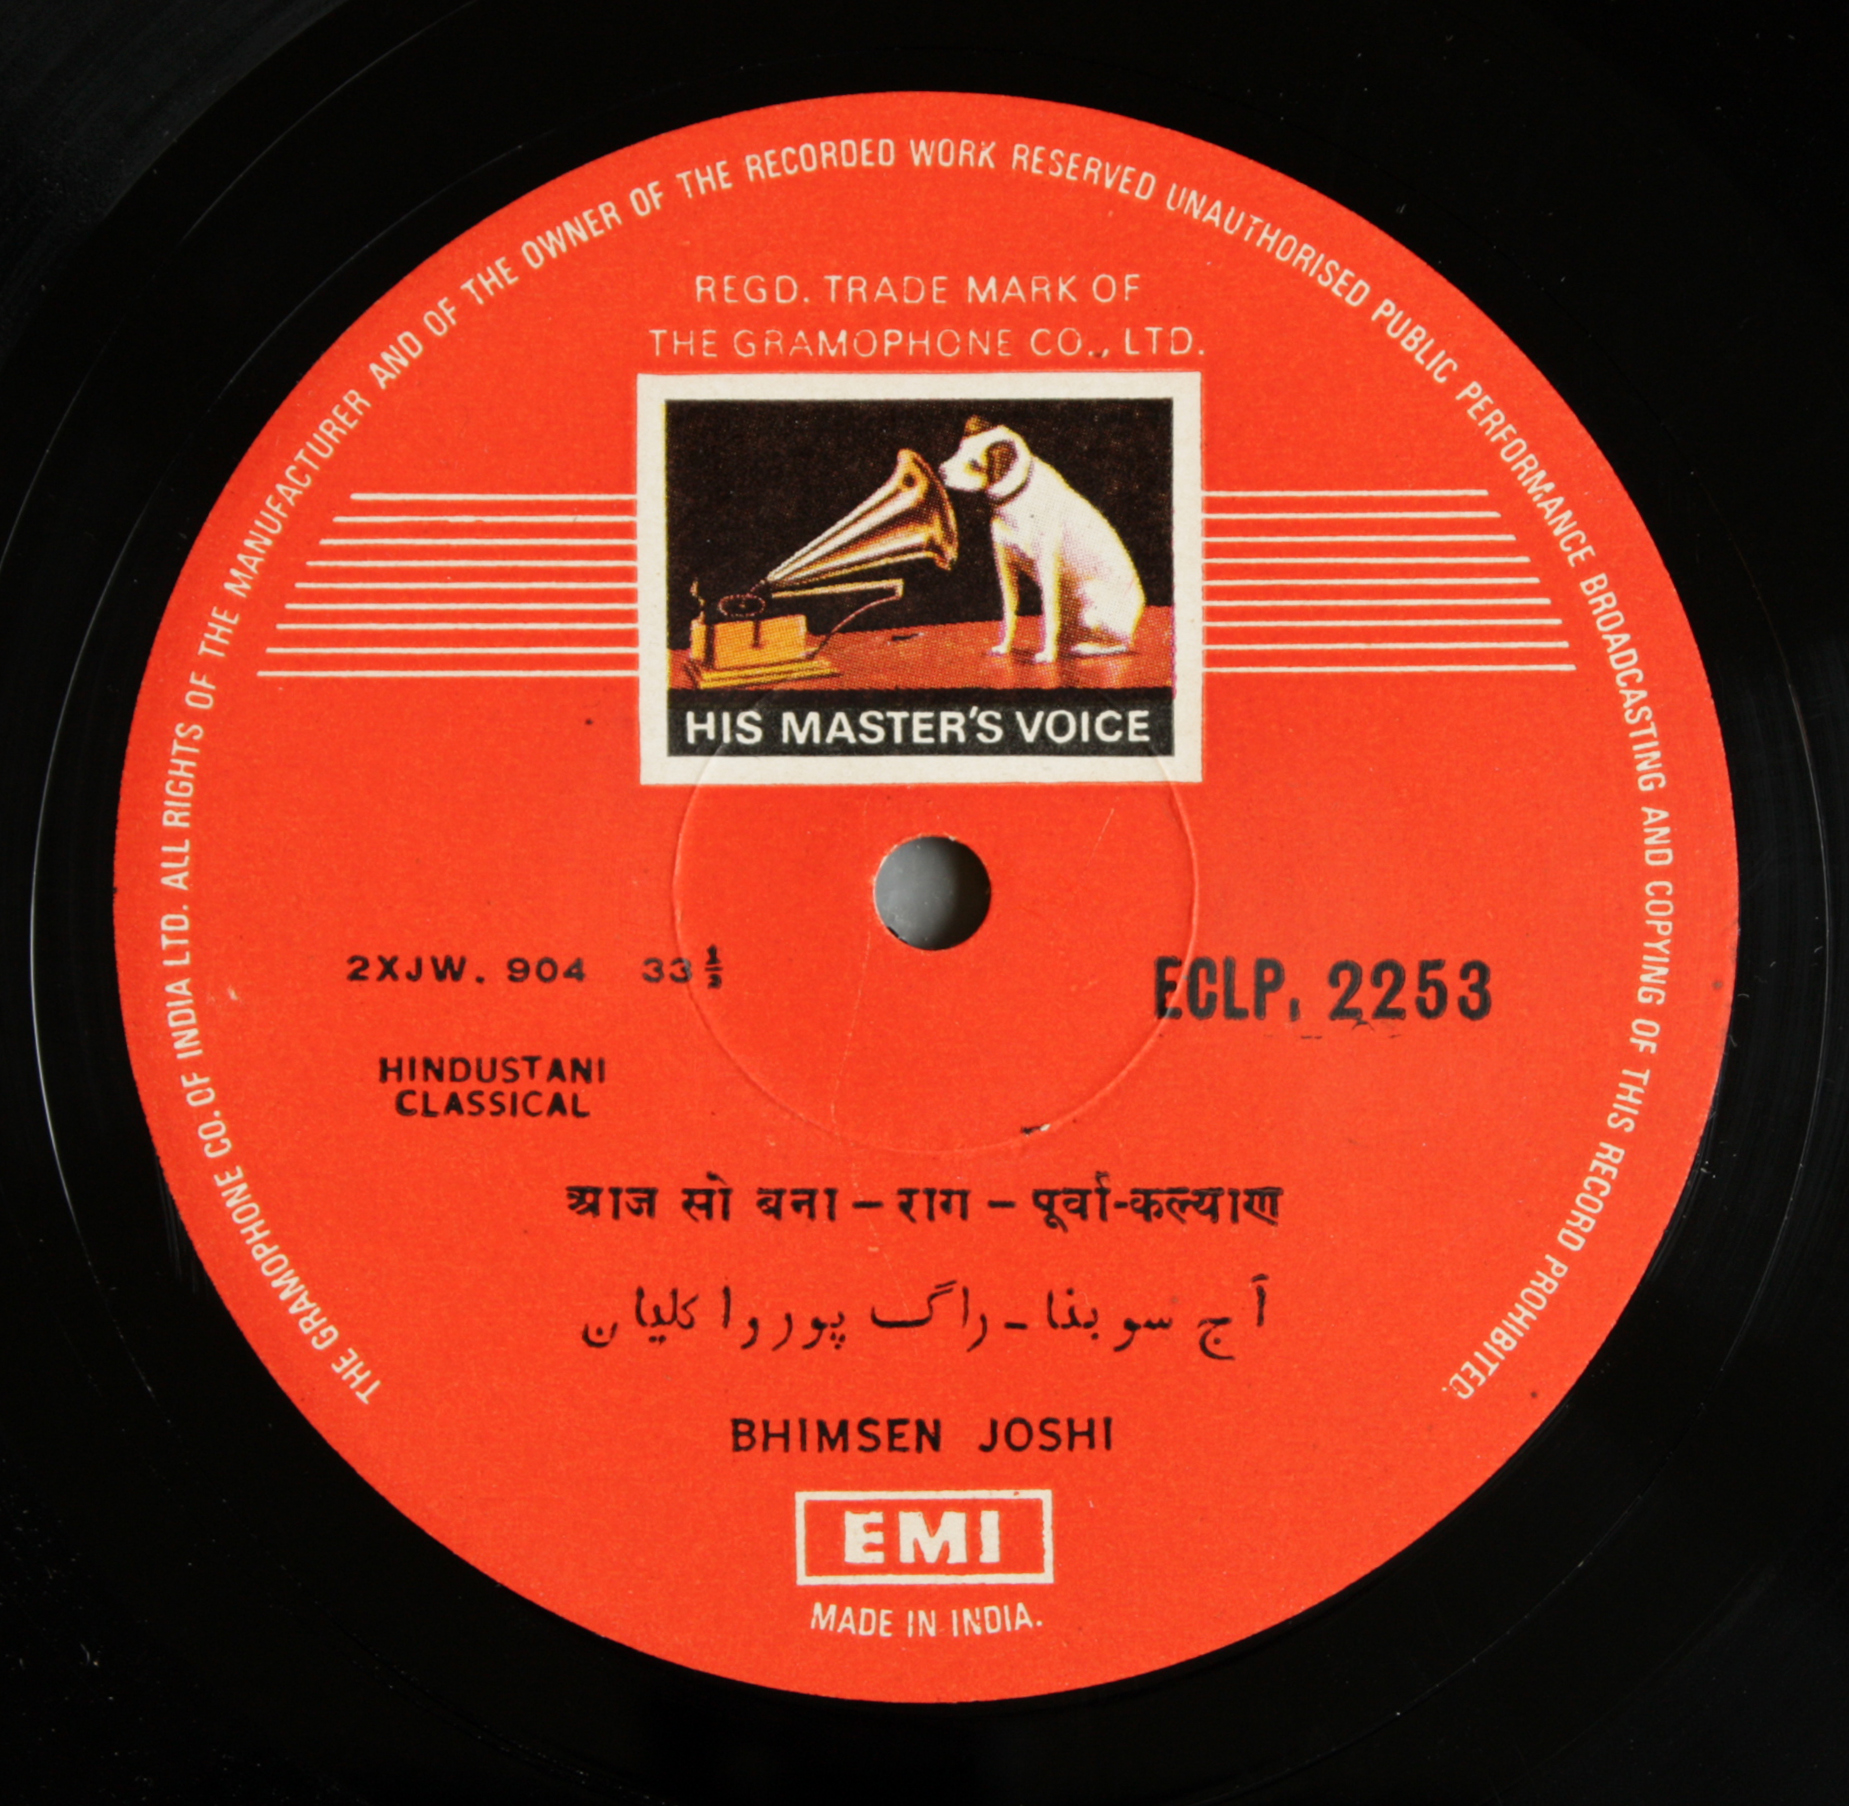 THE GRAMOPHONE CO. OF INDIA LTD. ALL RIGHTS OF THE MANUFACTURER AND OF THE OWNER OF THE RECORDED WORK RESERVED UNAUTHORISED PUBLIC PERFORMANCE BROADCASTING AND COPYING OF THIS RECORD PROHIBITED.
REGD. TRADE MARK OF
THE GRAMOPHONE CO., LTD.
HIS MASTER'S VOICE
2XJW. 904 33⅓
ECLP. 2253
HINDUSTANI
CLASSICAL
आज सो बना – राग – पूर्वा-कल्याण
آج سو بنا - راگ پوروا کلیان
BHIMSEN JOSHI
EMI
MADE IN INDIA.